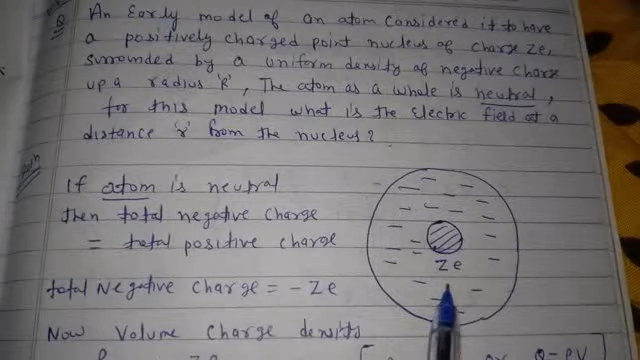 Q An Early model of an atom considered it to have
a positively charged point nucleus of charge Ze,
surrounded by a uniform density of negative charge
up a radius 'R', The atom as a whole is neutral,
for this model what is the Electric field at a
distance 'r' from the nucleus?
If atom is neutral
then total negative charge
= total positive charge
Ze
total Negative charge = - Ze
Now Volume Charge density